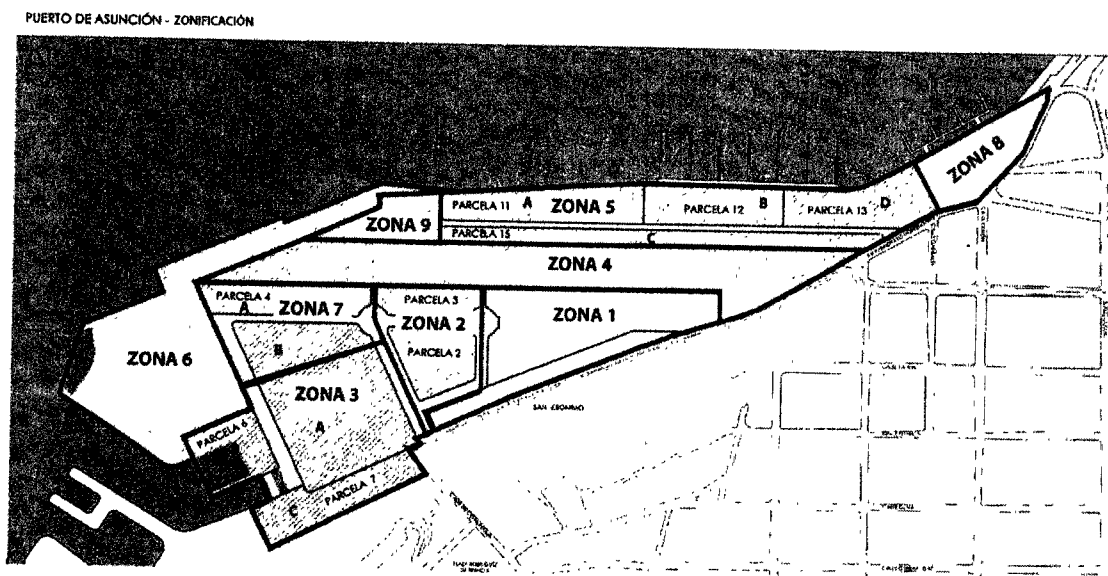 PUERTO DE ASUNCIÓN - ZONIFICACIÓN
ZONA 8
PARCELA 11 A ZONA 5
PARCELA 12 B
PARCELA 13 D
ZONA 9
PARCELA 15 C
ZONA 4
PARCELA 4
A ZONA 7
PARCELA 3
ZONA 2
ZONA 1
ZONA 6
B
PARCELA 2
ZONA 3
A
SAN JERONIMO
PARCELA 6
C PARCELA 7